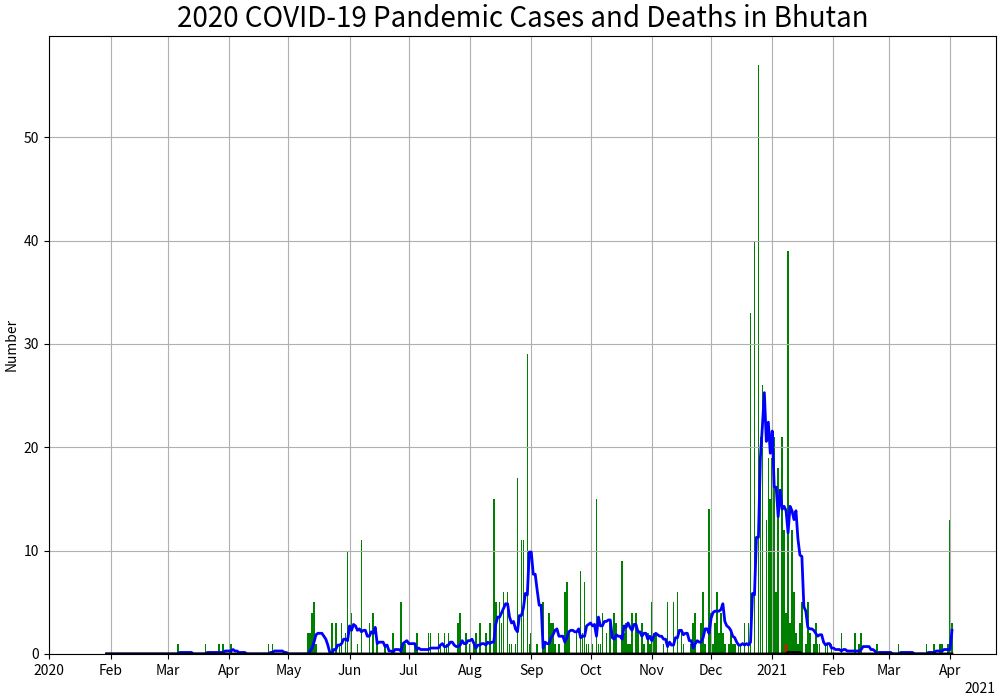 2020 COVID-19 Pandemic Cases and Deaths in Bhutan
Number
50
40
30
20
10
0
2020 Feb Mar Apr May Jun Jul Aug Sep Oct Nov Dec 2021 Feb Mar Apr
2021